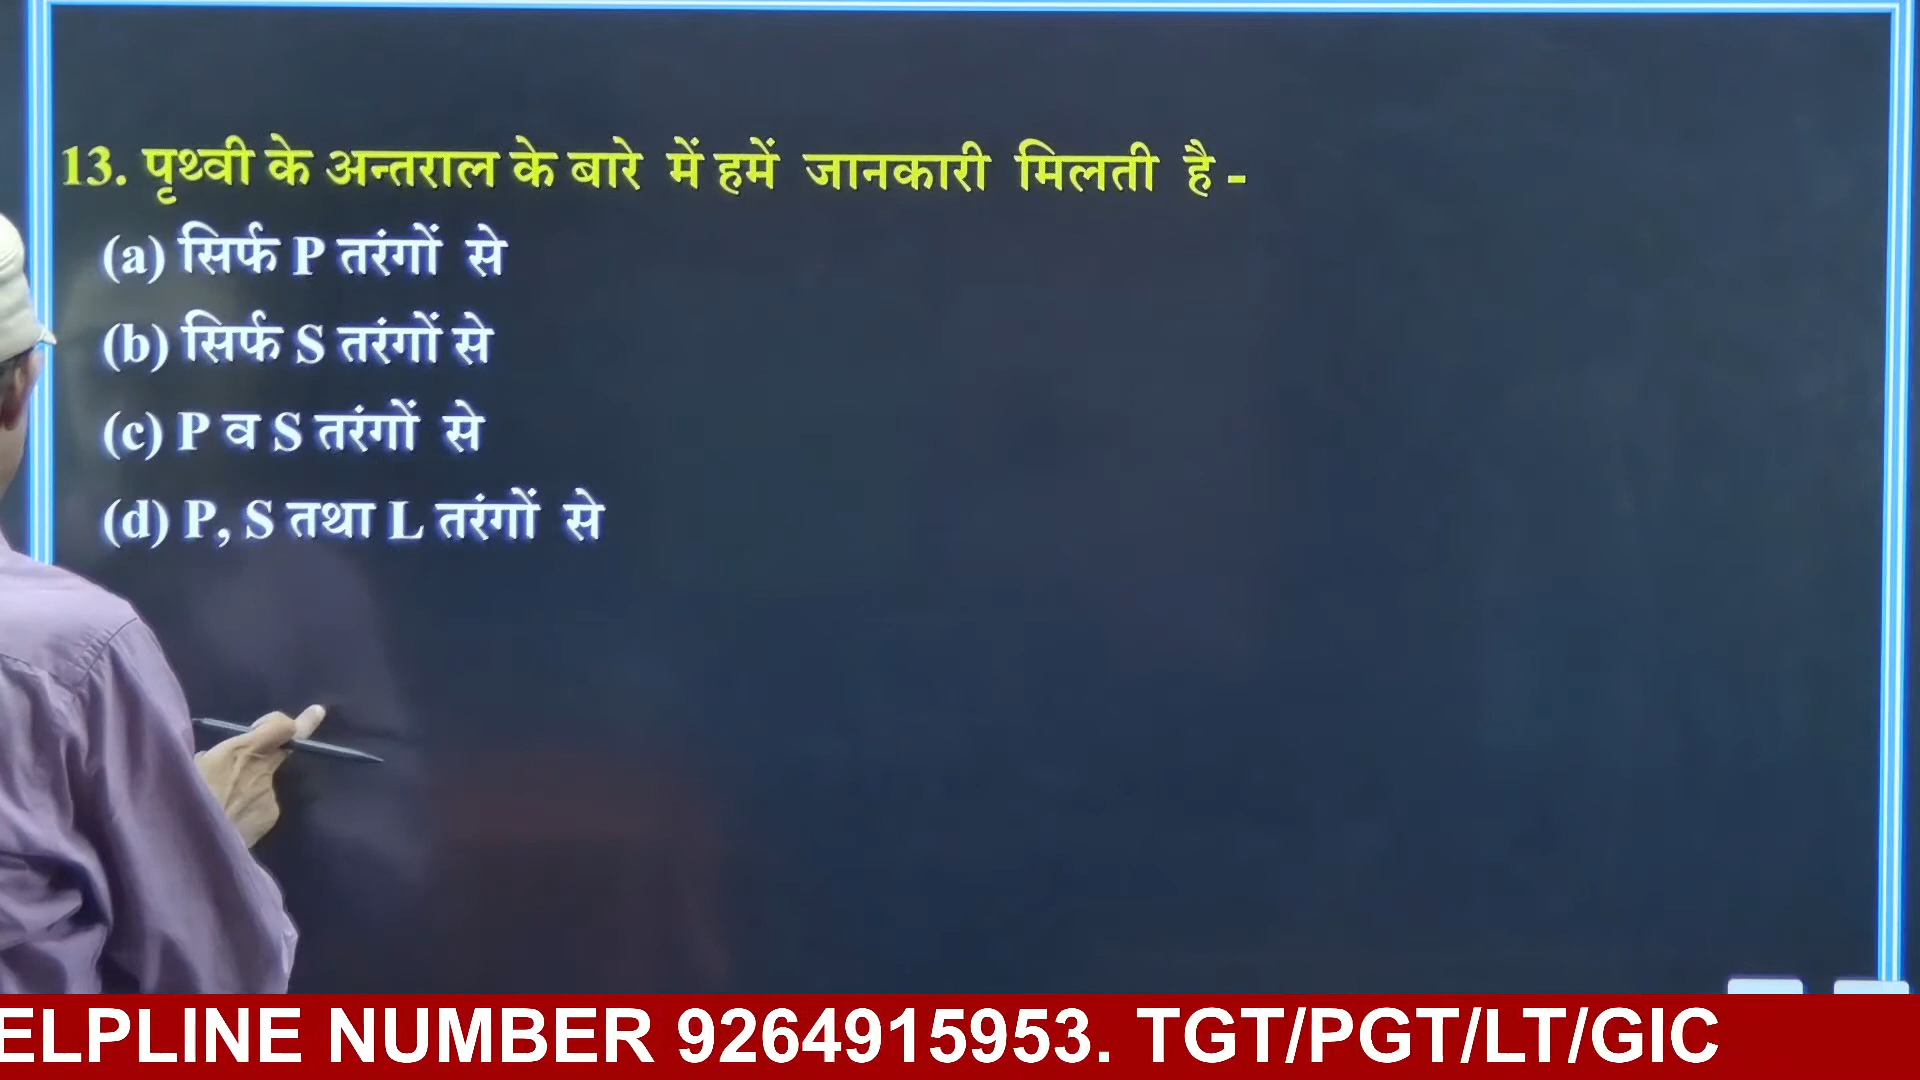 13. पृथ्वी के अन्तराल के बारे में हमें जानकारी मिलती है -
(a) सिर्फ P तरंगों से
(b) सिर्फ S तरंगों से
(c) P व S तरंगों से
(d) P, S तथा L तरंगों से
ELPLINE NUMBER 9264915953. TGT/PGT/LT/GIC